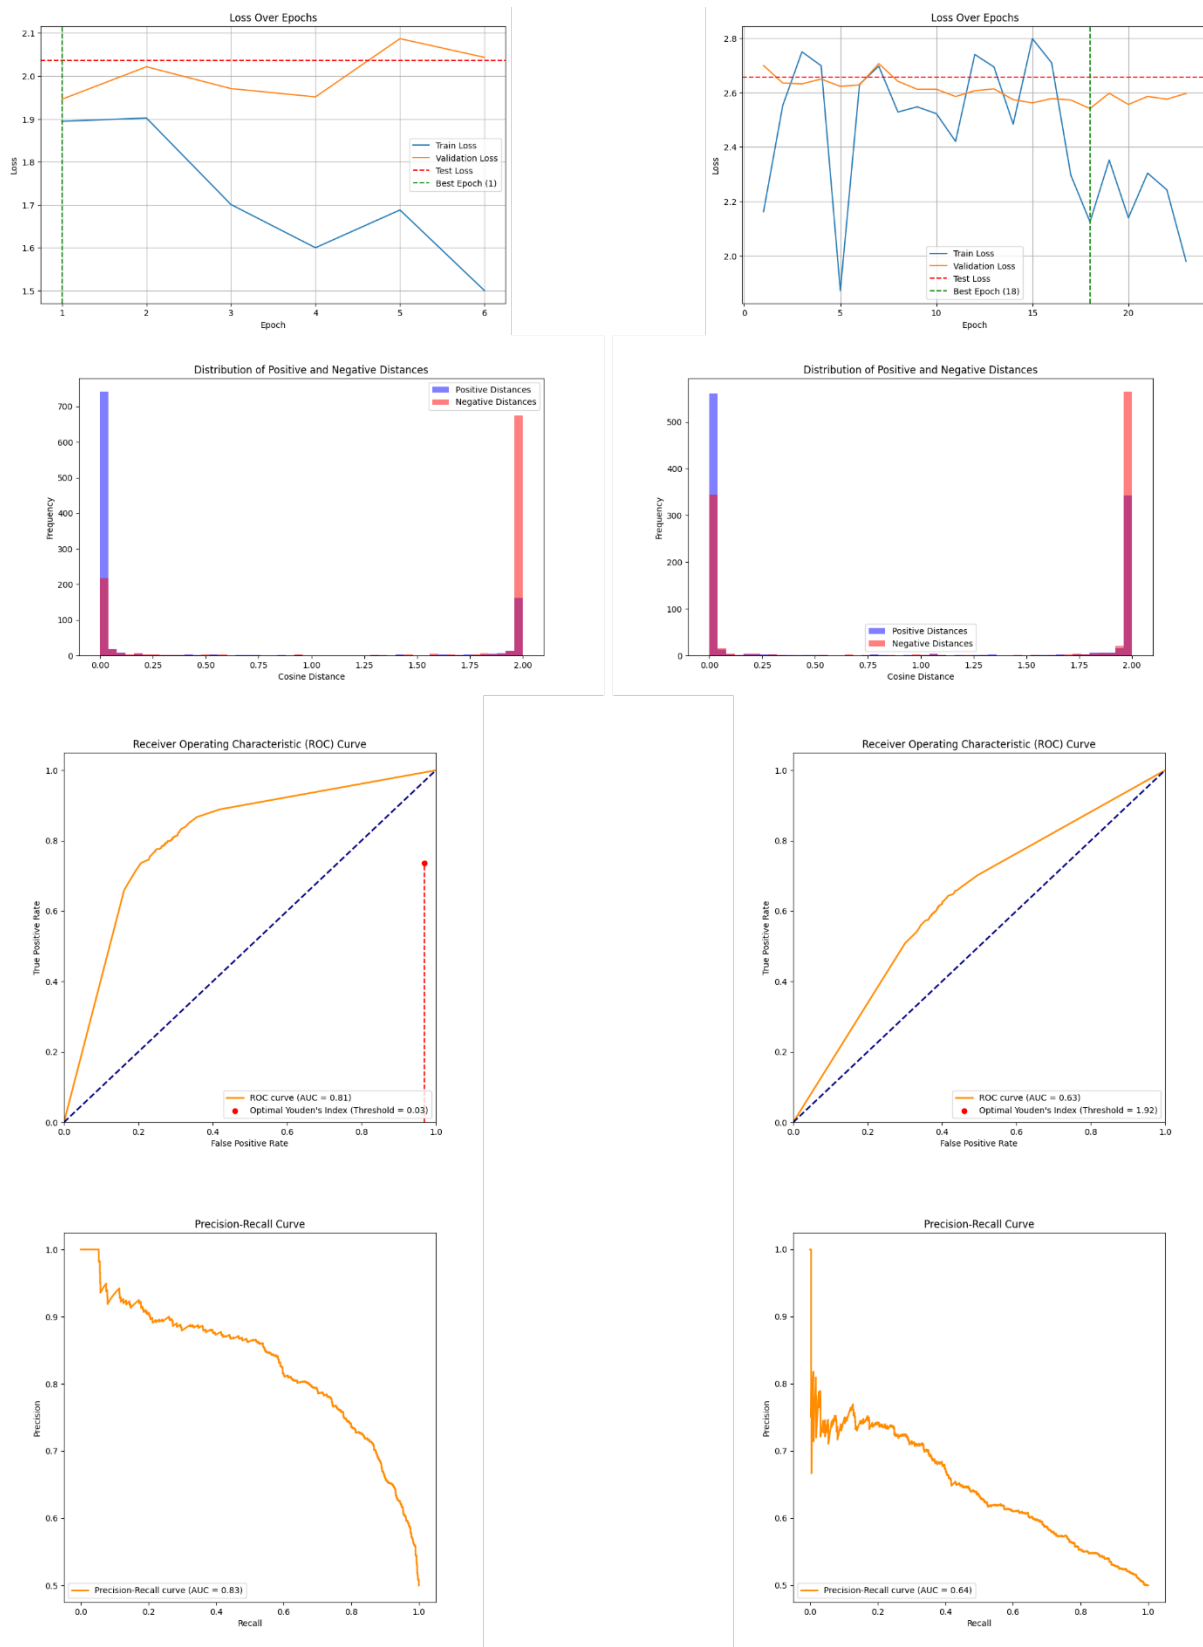 Loss Over Epochs
2.1
2.0
1.9
1.8
1.7
1.6
1.5
Loss
Train Loss
Validation Loss
Test Loss
Best Epoch (1)
1 2 3 4 5 6
Epoch
Loss Over Epochs
2.8
2.6
2.4
2.2
2.0
Loss
Train Loss
Validation Loss
Test Loss
Best Epoch (18)
0 5 10 15 20
Epoch
Distribution of Positive and Negative Distances
Positive Distances
Negative Distances
700
600
500
400
300
200
100
0
Frequency
0.00 0.25 0.50 0.75 1.00 1.25 1.50 1.75 2.00
Cosine Distance
Distribution of Positive and Negative Distances
500
400
300
200
100
0
Frequency
Positive Distances
Negative Distances
0.00 0.25 0.50 0.75 1.00 1.25 1.50 1.75 2.00
Cosine Distance
Receiver Operating Characteristic (ROC) Curve
1.0
0.8
0.6
0.4
0.2
0.0
True Positive Rate
ROC curve (AUC = 0.81)
Optimal Youden's Index (Threshold = 0.03)
0.0 0.2 0.4 0.6 0.8 1.0
False Positive Rate
Receiver Operating Characteristic (ROC) Curve
1.0
0.8
0.6
0.4
0.2
0.0
True Positive Rate
ROC curve (AUC = 0.63)
Optimal Youden's Index (Threshold = 1.92)
0.0 0.2 0.4 0.6 0.8 1.0
False Positive Rate
Precision-Recall Curve
1.0
0.9
0.8
0.7
0.6
0.5
Precision
Precision-Recall curve (AUC = 0.83)
0.0 0.2 0.4 0.6 0.8 1.0
Recall
Precision-Recall Curve
1.0
0.9
0.8
0.7
0.6
0.5
Precision
Precision-Recall curve (AUC = 0.64)
0.0 0.2 0.4 0.6 0.8 1.0
Recall